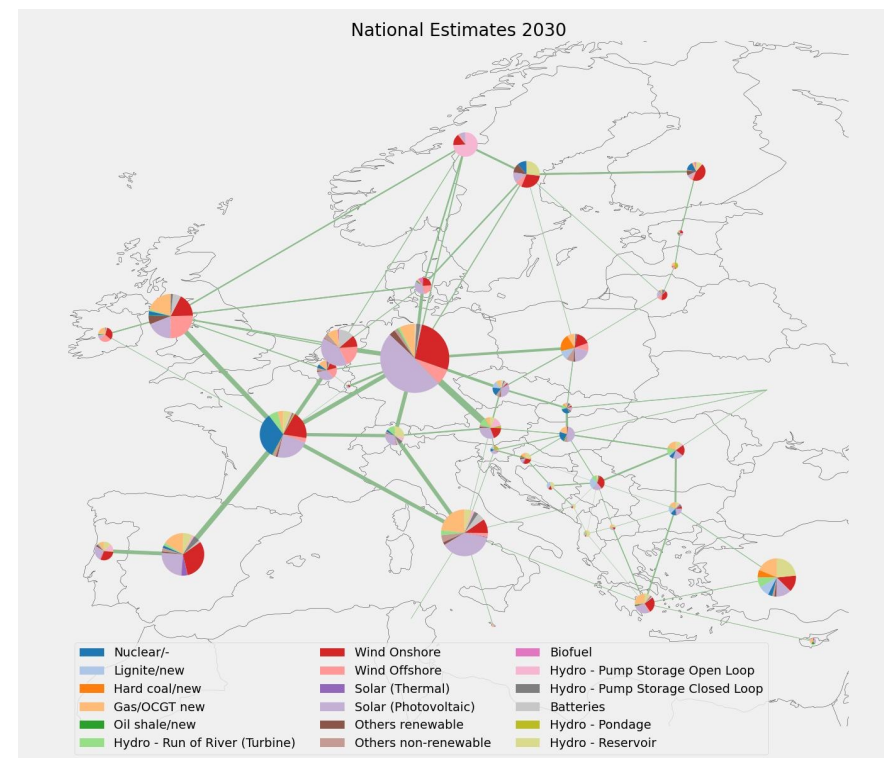 National Estimates 2030
Nuclear/-
Lignite/new
Hard coal/new
Gas/OCGT new
Oil shale/new
Hydro - Run of River (Turbine)
Wind Onshore
Wind Offshore
Solar (Thermal)
Solar (Photovoltaic)
Others renewable
Others non-renewable
Biofuel
Hydro - Pump Storage Open Loop
Hydro - Pump Storage Closed Loop
Batteries
Hydro - Pondage
Hydro - Reservoir